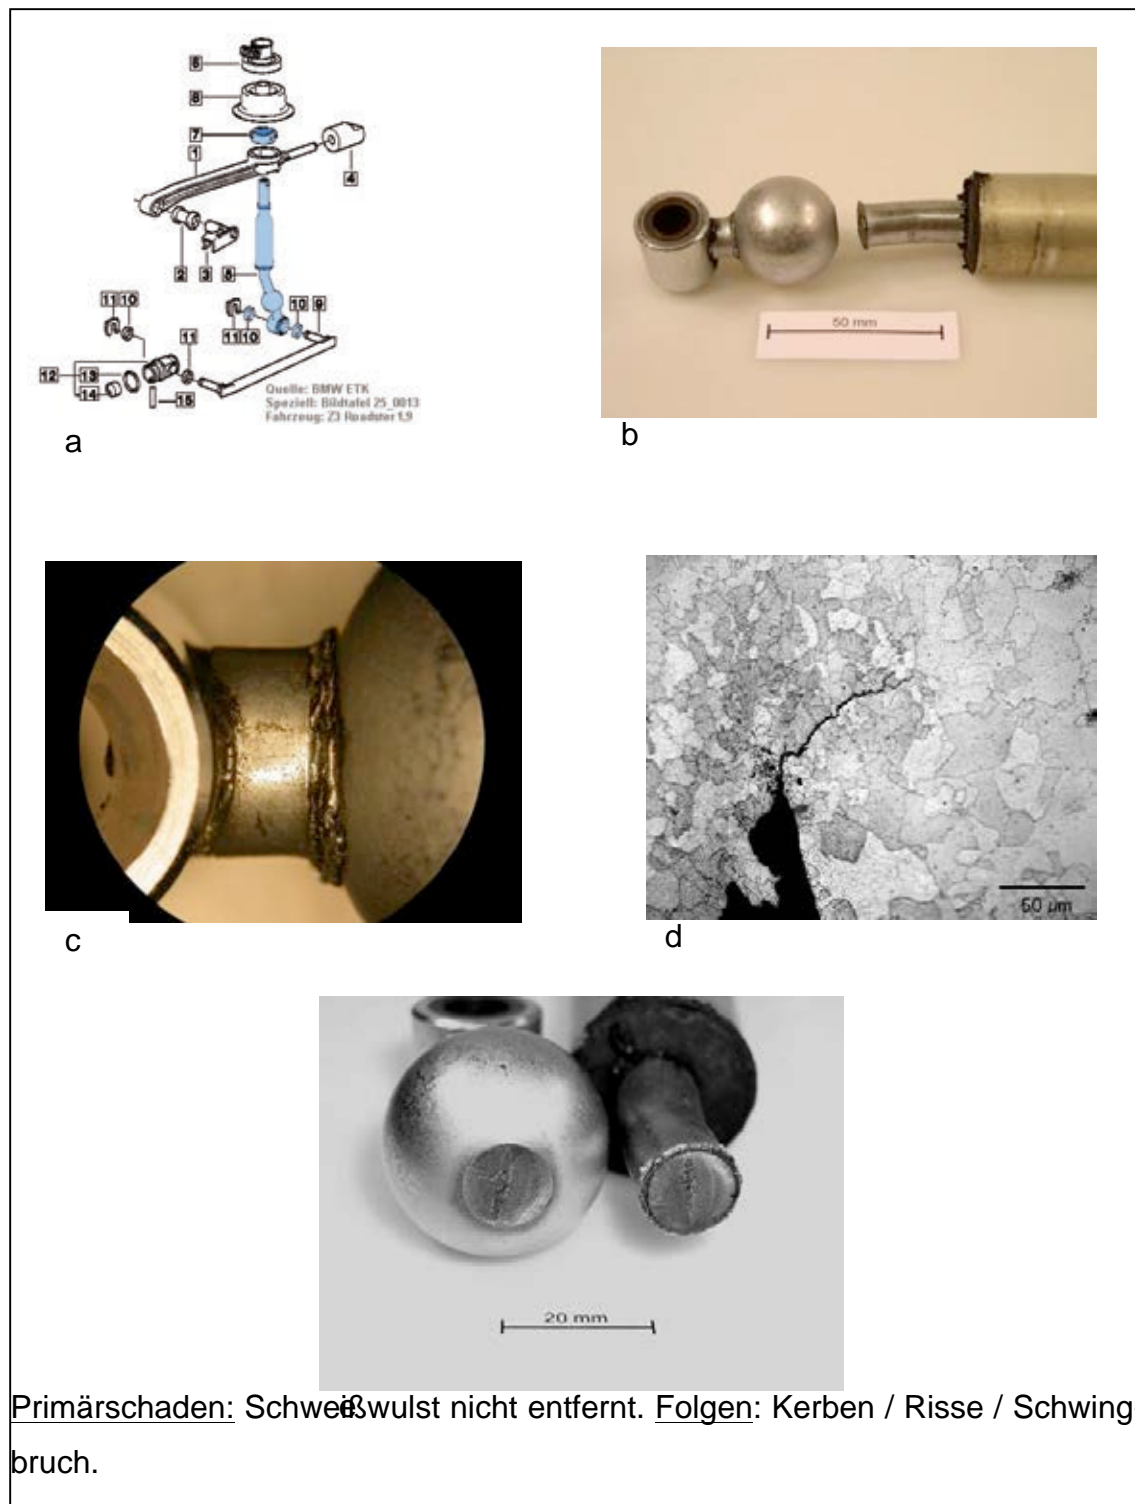 6
8
7
1
4
2
3
5
11
10
11
10
10
9
11
12
13
14
15
Quelle: BMW ETK
Speziell: Bildtafel 25_0013
Fahrzeug: Z3 Roadster 1,9
a
50 mm
b
c
50 µm
d
20 mm
e
Primärschaden: Schweißwulst nicht entfernt. Folgen: Kerben / Risse / Schwing
bruch.